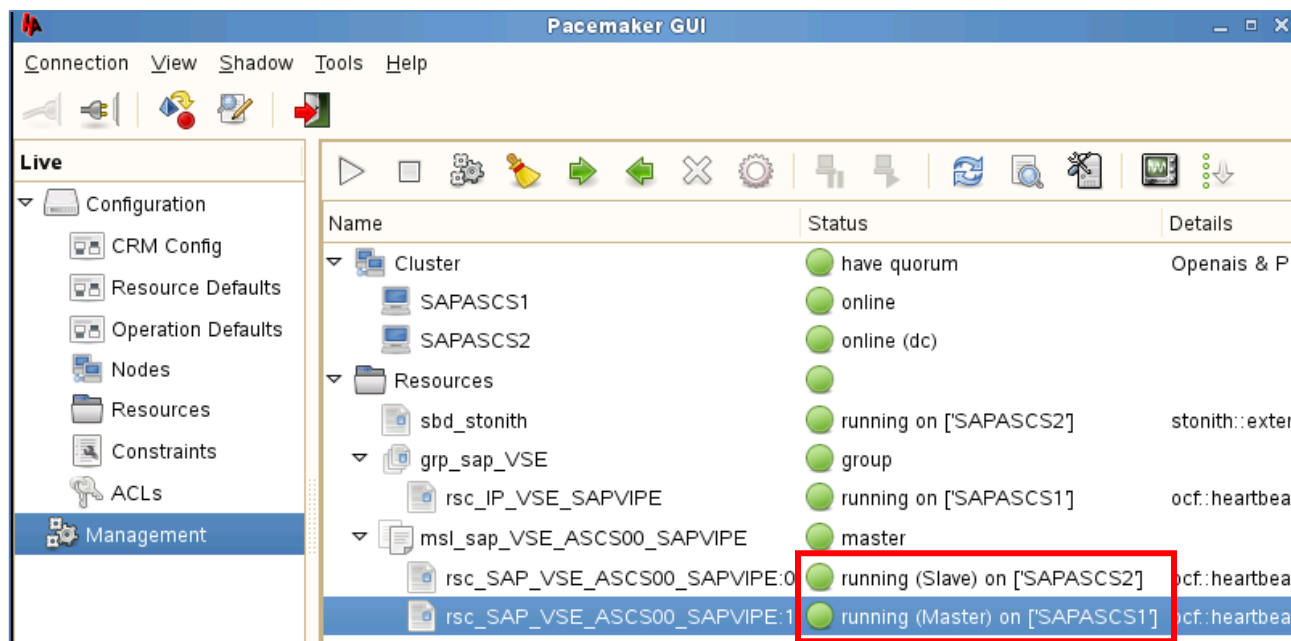 Pacemaker GUI
Connection View Shadow Tools Help
Live
Configuration
CRM Config
Resource Defaults
Operation Defaults
Nodes
Resources
Constraints
ACLs
Management
Name Status Details
Cluster have quorum Openais & P
SAPASCS1 online
SAPASCS2 online (dc)
Resources
sbd_stonith running on ['SAPASCS2'] stonith::exter
grp_sap_VSE group
rsc_IP_VSE_SAPVIPE running on ['SAPASCS1'] ocf::heartbea
msl_sap_VSE_ASCS00_SAPVIPE master
rsc_SAP_VSE_ASCS00_SAPVIPE:0 running (Slave) on ['SAPASCS2'] ocf::heartbea
rsc_SAP_VSE_ASCS00_SAPVIPE:1 running (Master) on ['SAPASCS1'] ocf::heartbea